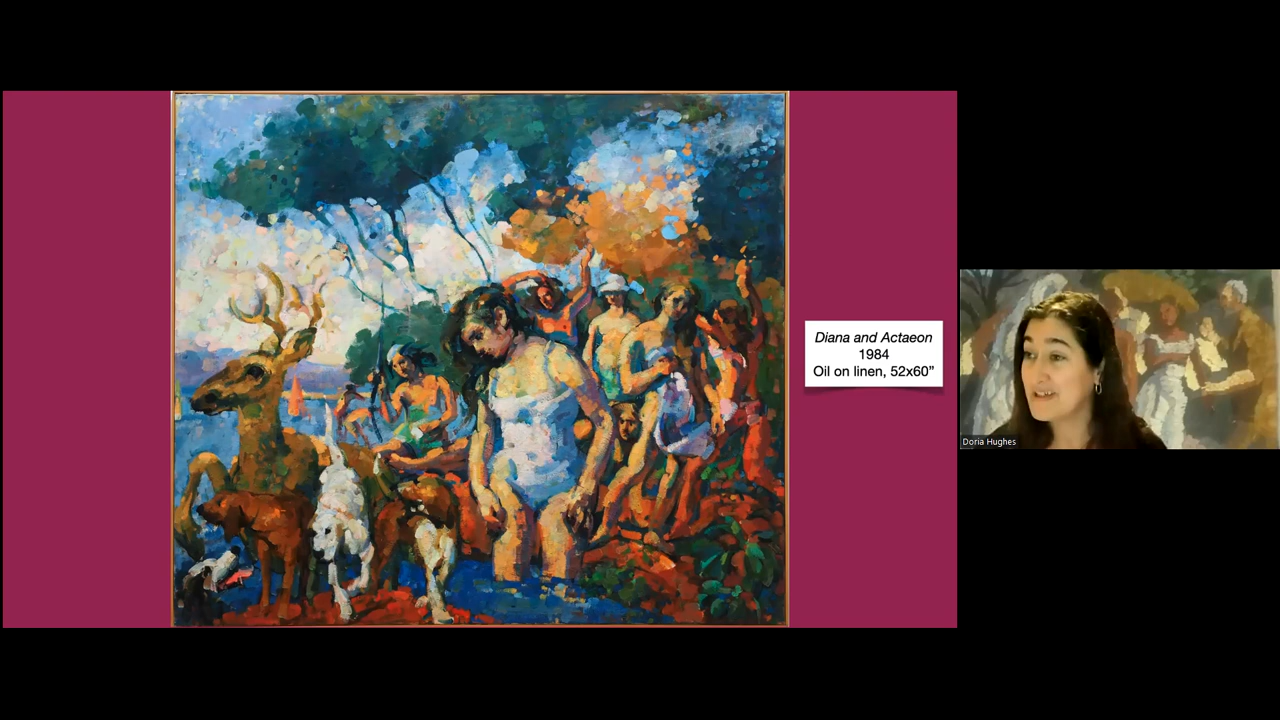 Diana and Actaeon
1984
Oil on linen, 52x60”
Doria Hughes